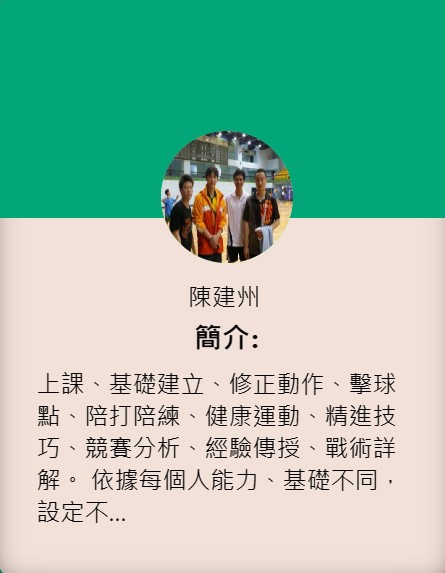 陳建州
簡介:
上課、基礎建立、修正動作、擊球
點、陪打陪練、健康運動、精進技
巧、競賽分析、經驗傳授、戰術詳
解。 依據每個人能力、基礎不同，
設定不...